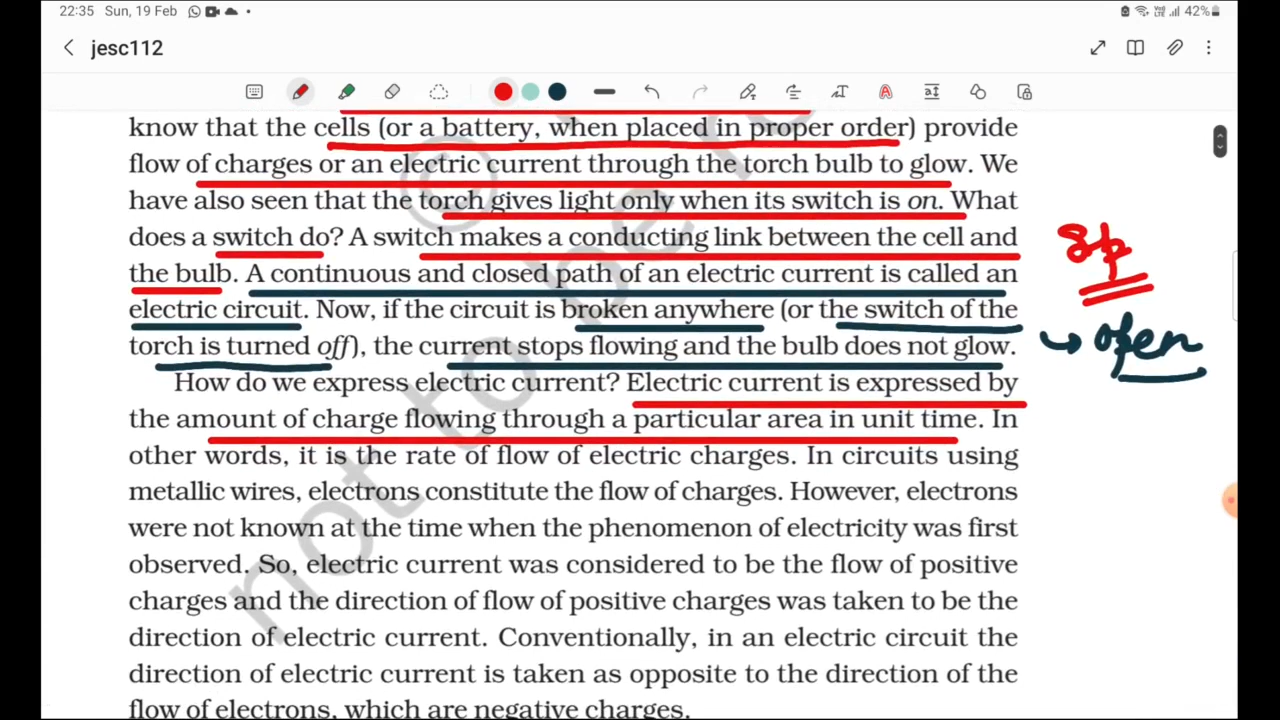 22:35 Sun, 19 Feb
42%
jesc112
know that the cells (or a battery, when placed in proper order) provide
flow of charges or an electric current through the torch bulb to glow. We
have also seen that the torch gives light only when its switch is on. What
does a switch do? A switch makes a conducting link between the cell and
the bulb. A continuous and closed path of an electric current is called an
electric circuit. Now, if the circuit is broken anywhere (or the switch of the
torch is turned off), the current stops flowing and the bulb does not glow.
open
How do we express electric current? Electric current is expressed by
the amount of charge flowing through a particular area in unit time. In
other words, it is the rate of flow of electric charges. In circuits using
metallic wires, electrons constitute the flow of charges. However, electrons
were not known at the time when the phenomenon of electricity was first
observed. So, electric current was considered to be the flow of positive
charges and the direction of flow of positive charges was taken to be the
direction of electric current. Conventionally, in an electric circuit the
direction of electric current is taken as opposite to the direction of the
flow of electrons, which are negative charges.
© not to be re